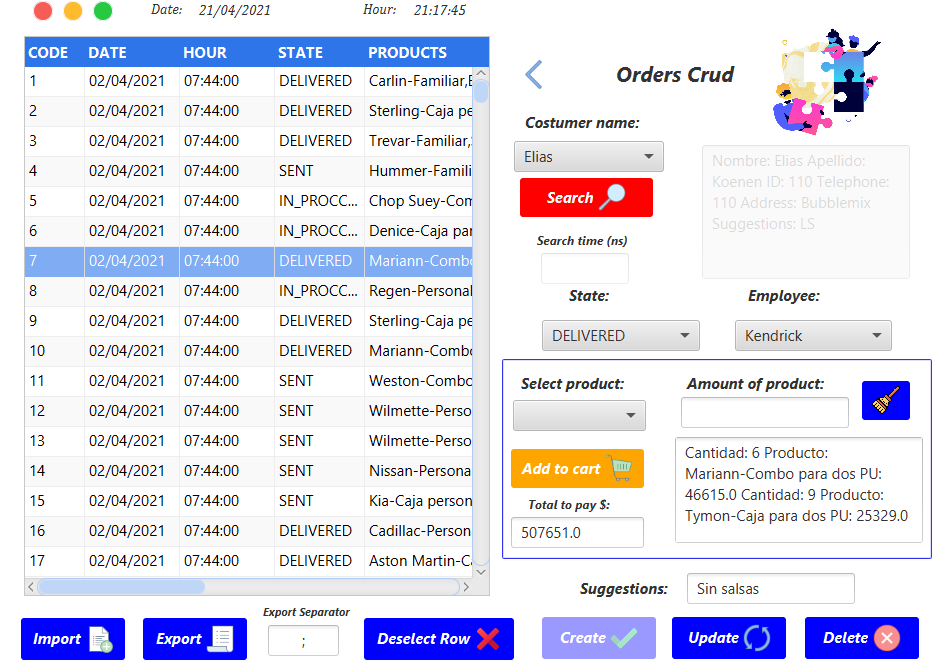 Date: 21/04/2021 Hour: 21:17:45
CODE DATE HOUR STATE PRODUCTS
1 02/04/2021 07:44:00 DELIVERED Carlin-Familiar,
2 02/04/2021 07:44:00 DELIVERED Sterling-Caja pe
3 02/04/2021 07:44:00 DELIVERED Trevar-Familiar,
4 02/04/2021 07:44:00 SENT Hummer-Famili
5 02/04/2021 07:44:00 IN_PROCC... Chop Suey-Com
6 02/04/2021 07:44:00 IN_PROCC... Denice-Caja par
7 02/04/2021 07:44:00 DELIVERED Mariann-Combo
8 02/04/2021 07:44:00 IN_PROCC... Regen-Personal
9 02/04/2021 07:44:00 DELIVERED Sterling-Caja pe
10 02/04/2021 07:44:00 DELIVERED Mariann-Combo
11 02/04/2021 07:44:00 SENT Weston-Combo
12 02/04/2021 07:44:00 SENT Wilmette-Perso
13 02/04/2021 07:44:00 SENT Wilmette-Perso
14 02/04/2021 07:44:00 SENT Nissan-Persona
15 02/04/2021 07:44:00 SENT Kia-Caja person
16 02/04/2021 07:44:00 DELIVERED Cadillac-Person
17 02/04/2021 07:44:00 DELIVERED Aston Martin-Ca
Import
Export
Export Separator
;
Deselect Row
Orders Crud
Costumer name:
Elias
Search
Nombre: Elias Apellido:
Koenen ID: 110 Telephone:
110 Address: Bubblemix
Suggestions: LS
Search time (ns)
State: Employee:
DELIVERED Kendrick
Select product: Amount of product:
Add to cart
Total to pay $:
507651.0
Cantidad: 6 Producto:
Mariann-Combo para dos PU:
46615.0 Cantidad: 9 Producto:
Tymon-Caja para dos PU: 25329.0
Suggestions: Sin salsas
Create Update Delete